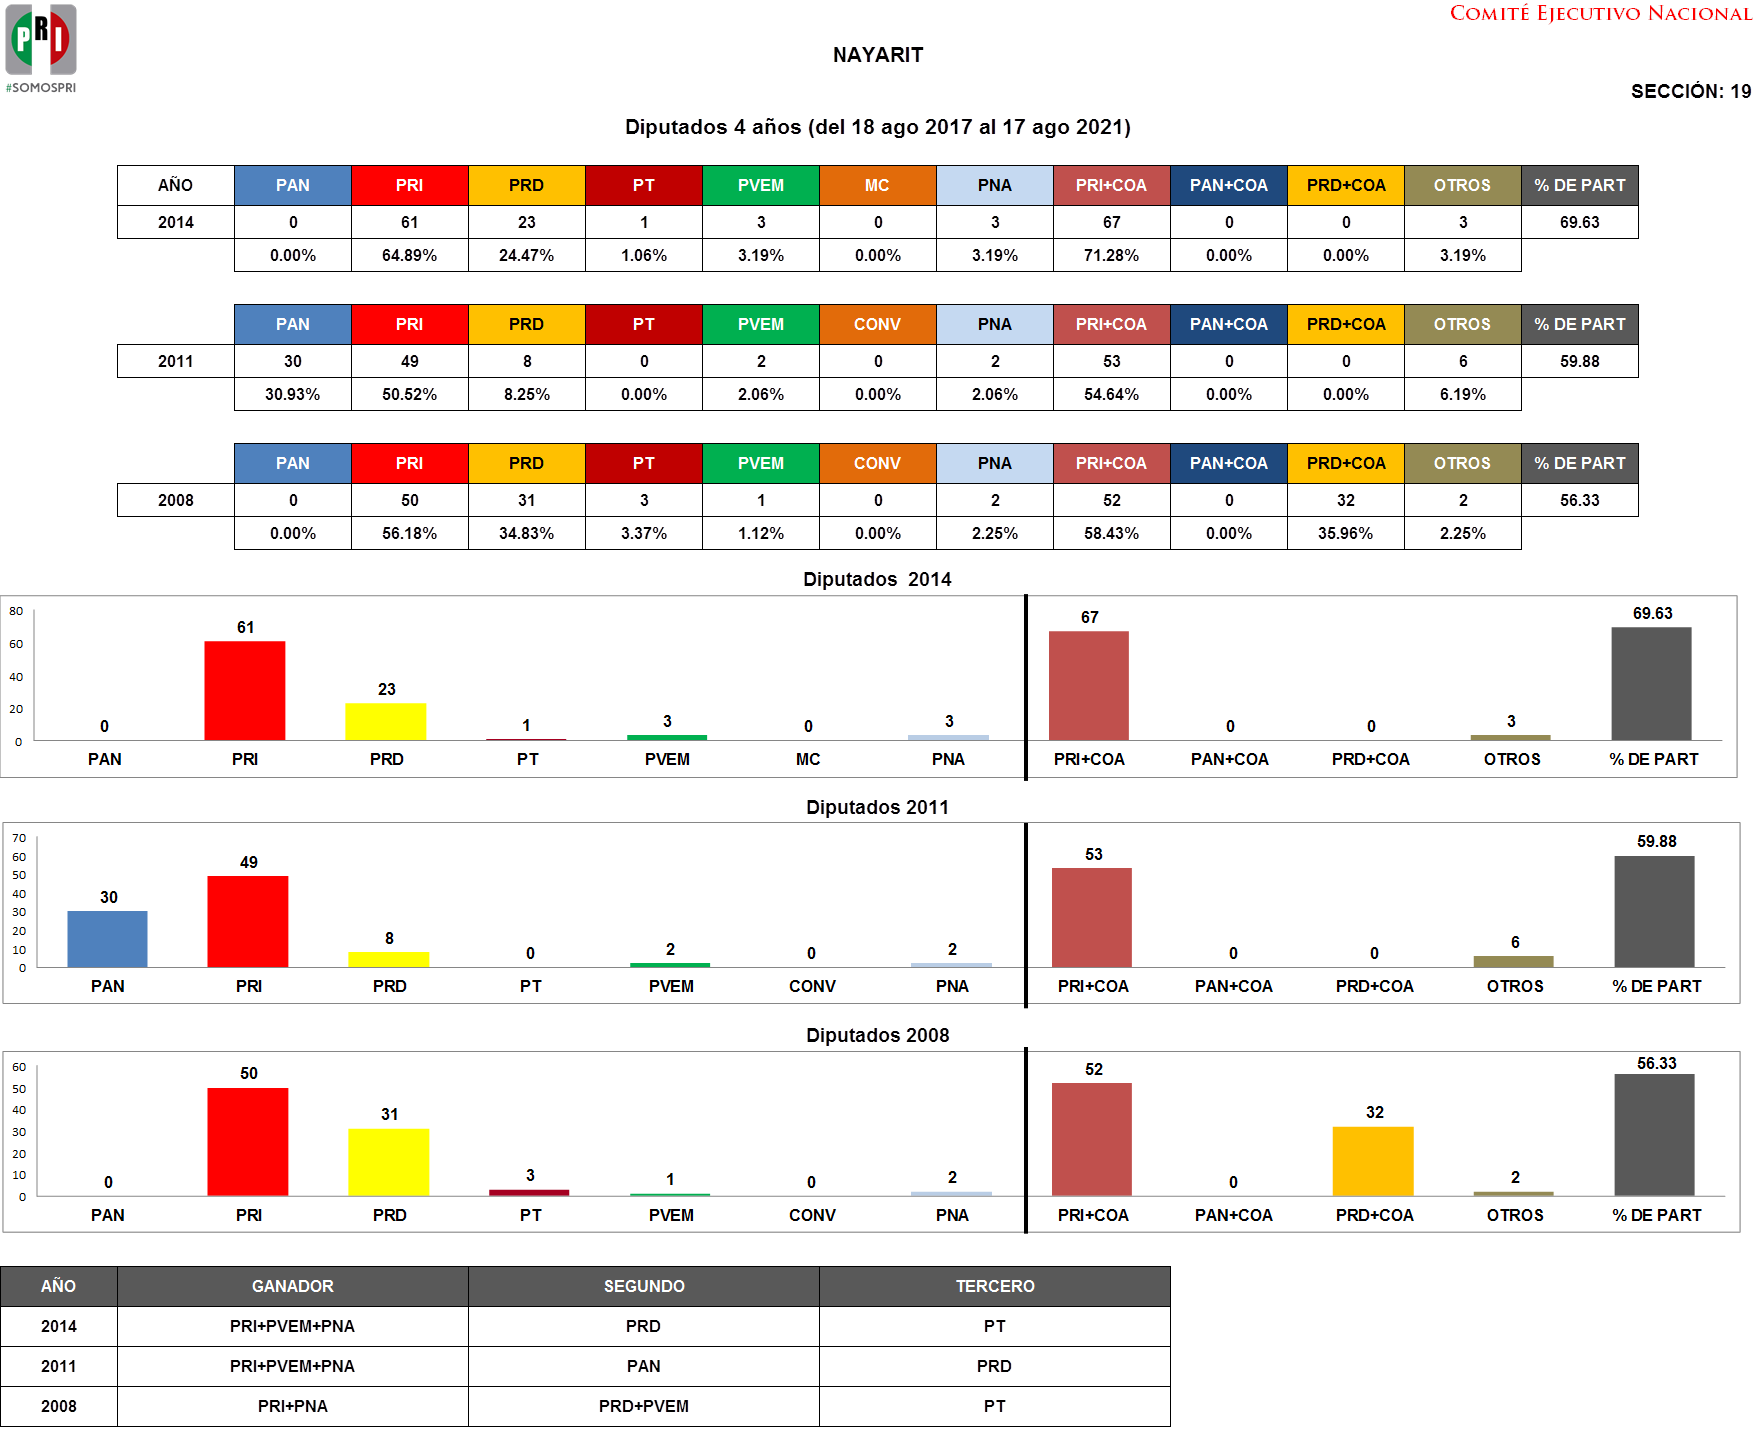 PRI
#SOMOSPRI
COMITÉ EJECUTIVO NACIONAL
NAYARIT
SECCIÓN: 19
Diputados 4 años (del 18 ago 2017 al 17 ago 2021)
AÑO PAN PRI PRD PT PVEM MC PNA PRI+COA PAN+COA PRD+COA OTROS % DE PART
2014 0 61 23 1 3 0 3 67 0 0 3 69.63
0.00% 64.89% 24.47% 1.06% 3.19% 0.00% 3.19% 71.28% 0.00% 0.00% 3.19%
PAN PRI PRD PT PVEM CONV PNA PRI+COA PAN+COA PRD+COA OTROS % DE PART
2011 30 49 8 0 2 0 2 53 0 0 6 59.88
30.93% 50.52% 8.25% 0.00% 2.06% 0.00% 2.06% 54.64% 0.00% 0.00% 6.19%
PAN PRI PRD PT PVEM CONV PNA PRI+COA PAN+COA PRD+COA OTROS % DE PART
2008 0 50 31 3 1 0 2 52 0 32 2 56.33
0.00% 56.18% 34.83% 3.37% 1.12% 0.00% 2.25% 58.43% 0.00% 35.96% 2.25%
Diputados 2014
80
60
40
20
0
0 61 23 1 3 0 3 67 0 0 3 69.63
PAN PRI PRD PT PVEM MC PNA PRI+COA PAN+COA PRD+COA OTROS % DE PART
Diputados 2011
70
60
50
40
30
20
10
0
30 49 8 0 2 0 2 53 0 0 6 59.88
PAN PRI PRD PT PVEM CONV PNA PRI+COA PAN+COA PRD+COA OTROS % DE PART
Diputados 2008
60
50
40
30
20
10
0
0 50 31 3 1 0 2 52 0 32 2 56.33
PAN PRI PRD PT PVEM CONV PNA PRI+COA PAN+COA PRD+COA OTROS % DE PART
AÑO GANADOR SEGUNDO TERCERO
2014 PRI+PVEM+PNA PRD PT
2011 PRI+PVEM+PNA PAN PRD
2008 PRI+PNA PRD+PVEM PT